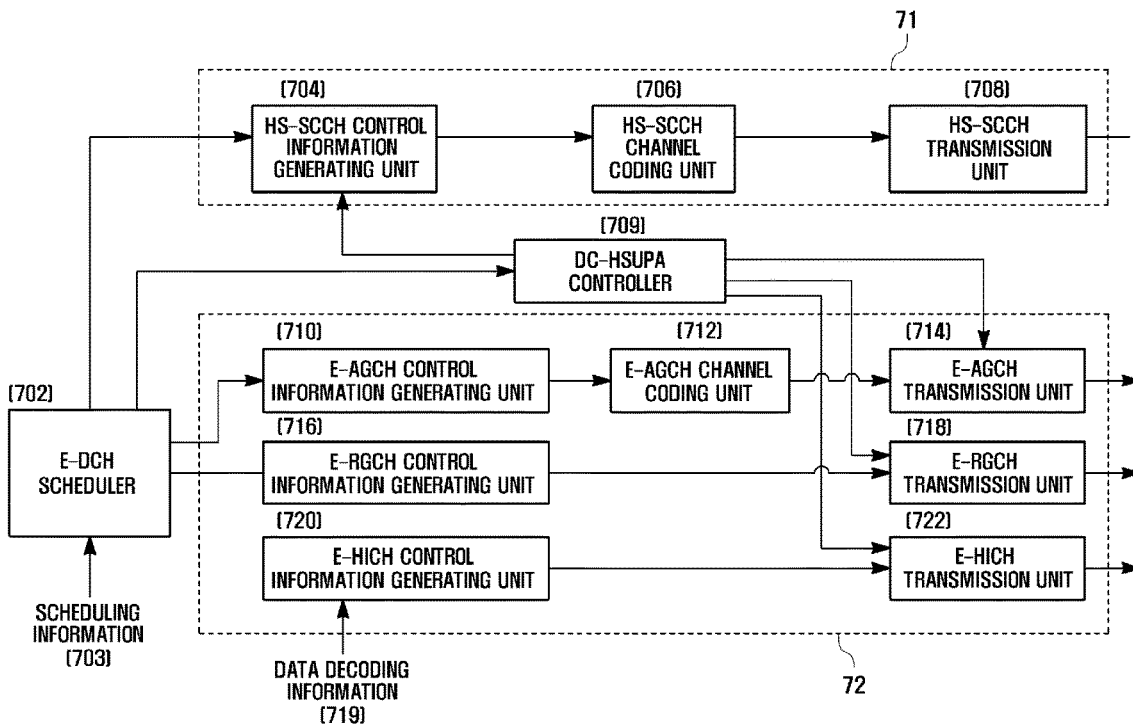 71
(704)
HS-SCCH CONTROL
INFORMATION
GENERATING UNIT
(706)
HS-SCCH
CHANNEL
CODING UNIT
(708)
HS-SCCH
TRANSMISSION
UNIT
(709)
DC-HSUPA
CONTROLLER
(710)
E-AGCH CONTROL
INFORMATION GENERATING UNIT
(712)
E-AGCH CHANNEL
CODING UNIT
(714)
E-AGCH
TRANSMISSION UNIT
(702)
E-DCH
SCHEDULER
(716)
E-RGCH CONTROL
INFORMATION GENERATING UNIT
(718)
E-RGCH
TRANSMISSION UNIT
(720)
E-HICH CONTROL
INFORMATION GENERATING UNIT
(722)
E-HICH
TRANSMISSION UNIT
SCHEDULING
INFORMATION
(703)
DATA DECODING
INFORMATION
(719)
72